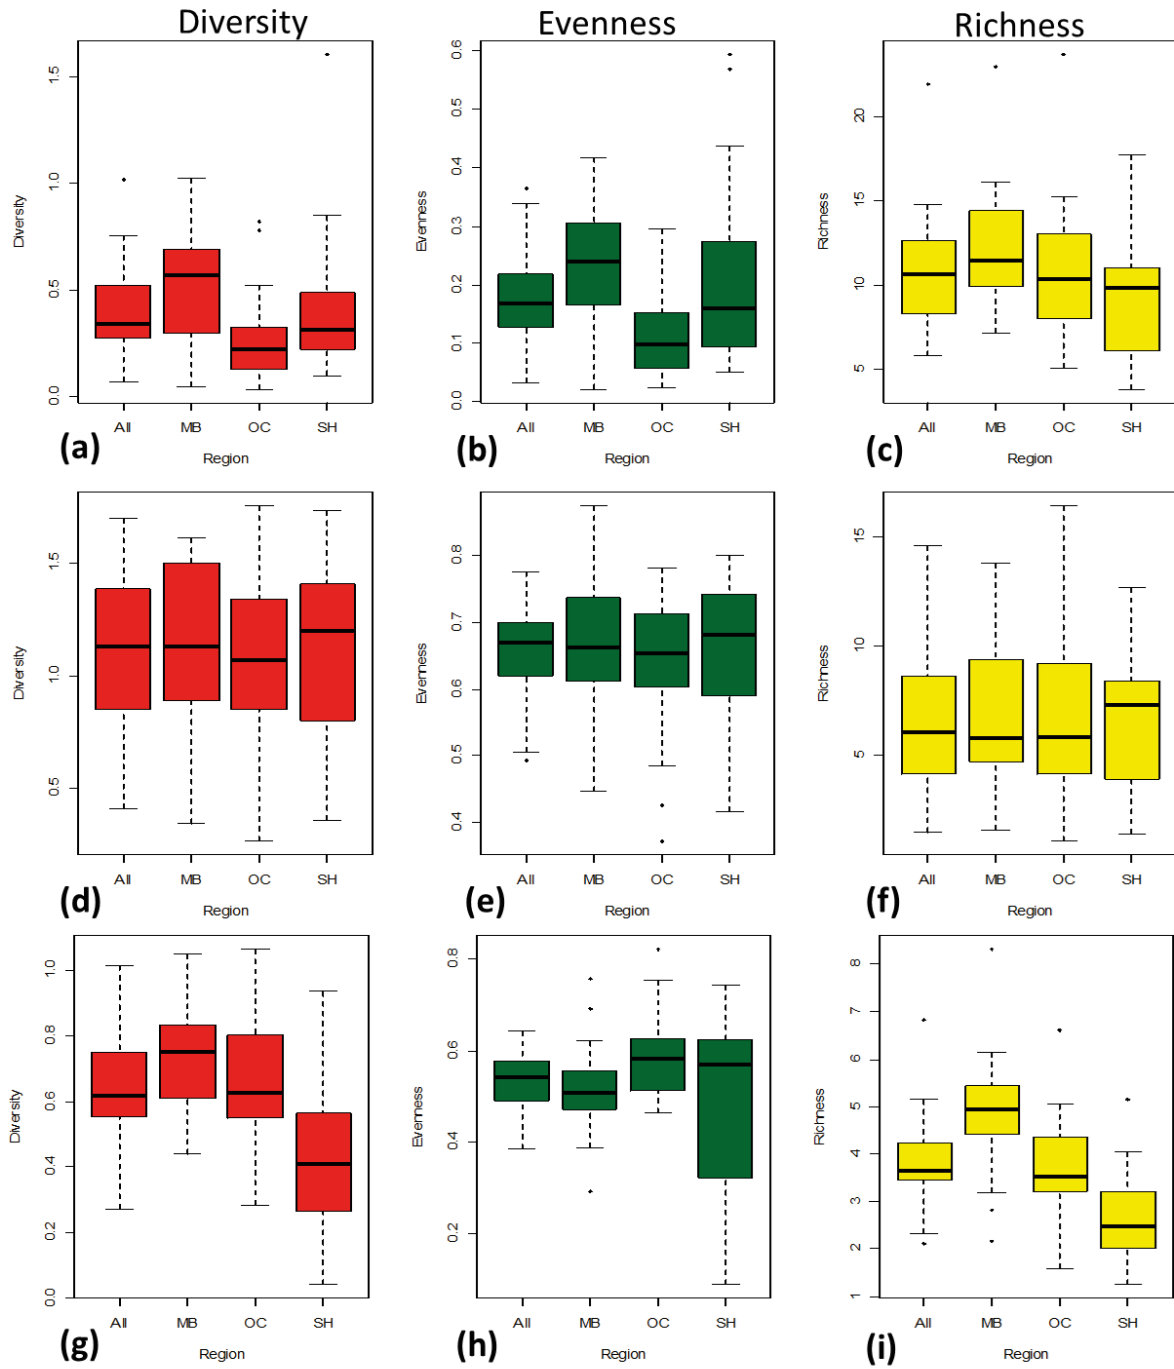 Diversity Evenness Richness
Diversity
0.0 0.5 1.0 1.5
All MB OC SH
Region
(a)
Evenness
0.0 0.1 0.2 0.3 0.4 0.5 0.6
All MB OC SH
Region
(b)
Richness
5 10 15 20
All MB OC SH
Region
(c)
Diversity
0.5 1.0 1.5
All MB OC SH
Region
(d)
Evenness
0.4 0.5 0.6 0.7 0.8
All MB OC SH
Region
(e)
Richness
5 10 15
All MB OC SH
Region
(f)
Diversity
0.0 0.2 0.4 0.6 0.8 1.0
All MB OC SH
Region
(g)
Evenness
0.2 0.4 0.6 0.8
All MB OC SH
Region
(h)
Richness
1 2 3 4 5 6 7 8
All MB OC SH
Region
(i)